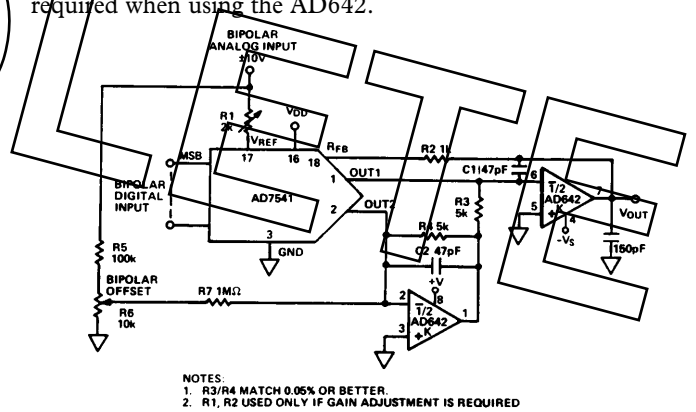 required when using the AD642.
BIPOLAR
ANALOG INPUT
±10V
R1
2k
VREF
VDD
17
16
18
RFB
R2 1k
MSB
BIPOLAR
DIGITAL
INPUT
AD7541
1
OUT1
2
OUT2
3
GND
C1 47pF
R3
5k
R4 5k
C2 47pF
6
5
1/2
AD642
K
7
4
-VS
VOUT
150pF
R5
100k
BIPOLAR
OFFSET
R6
10k
R7 1MΩ
+V
8
2
3
1/2
AD642
+K
1
NOTES:
1. R3/R4 MATCH 0.05% OR BETTER.
2. R1, R2 USED ONLY IF GAIN ADJUSTMENT IS REQUIRED